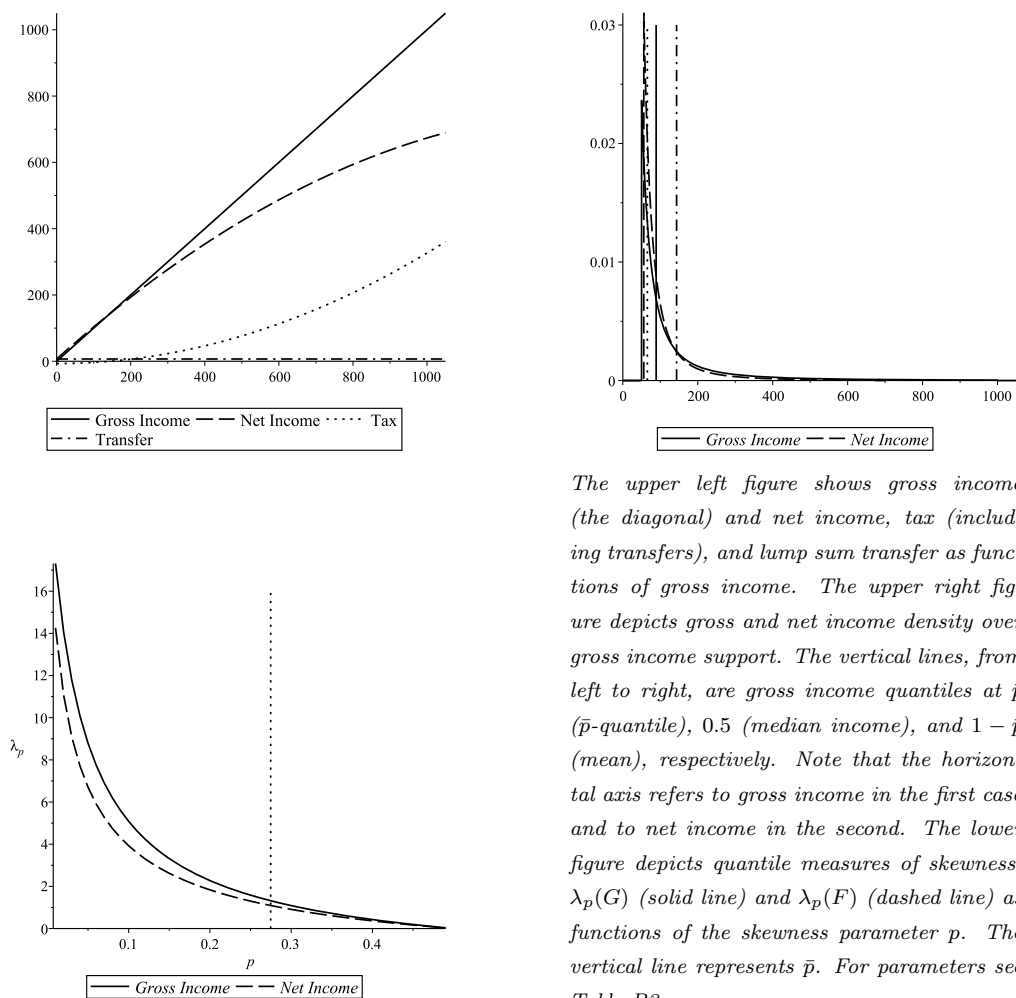 1000
800
600
400
200
0
0 200 400 600 800 1000
Gross Income Net Income Tax
Transfer
0.03
0.02
0.01
0
0 200 400 600 800 1000
Gross Income Net Income
16
14
12
10
λp
8
6
4
2
0
0.1 0.2 0.3 0.4
p
Gross Income Net Income
The upper left figure shows gross income
(the diagonal) and net income, tax (includ
ing transfers), and lump sum transfer as func
tions of gross income. The upper right fig
ure depicts gross and net income density over
gross income support. The vertical lines, from
left to right, are gross income quantiles at p̄
(p̄-quantile), 0.5 (median income), and 1 − p̄
(mean), respectively. Note that the horizon
tal axis refers to gross income in the first case
and to net income in the second. The lower
figure depicts quantile measures of skewness,
λp(G) (solid line) and λp(F) (dashed line) as
functions of the skewness parameter p. The
vertical line represents p̄. For parameters see